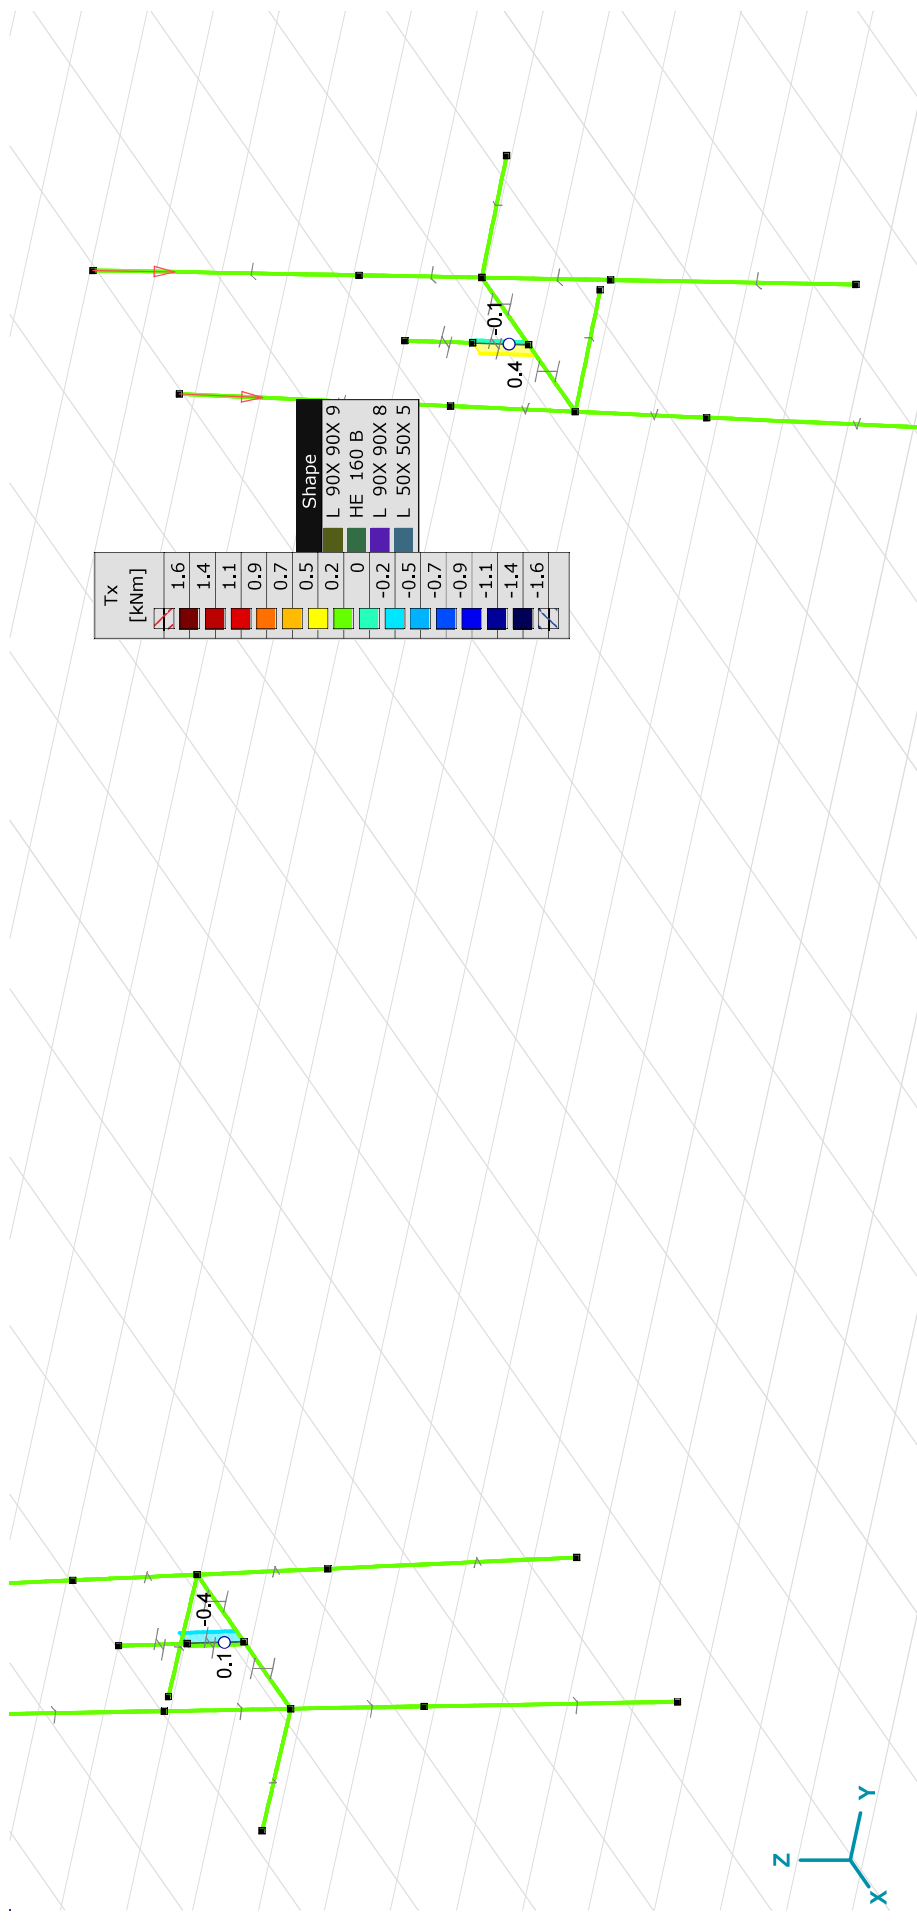 -0.1
0.4
Shape
L 90X 90X 9
HE 160 B
L 90X 90X 8
L 50X 50X 5
Tx
[kNm]
1.6
1.4
1.1
0.9
0.7
0.5
0.2
0
-0.2
-0.5
-0.7
-0.9
-1.1
-1.4
-1.6
-0.4
0.1
Z
Y
X